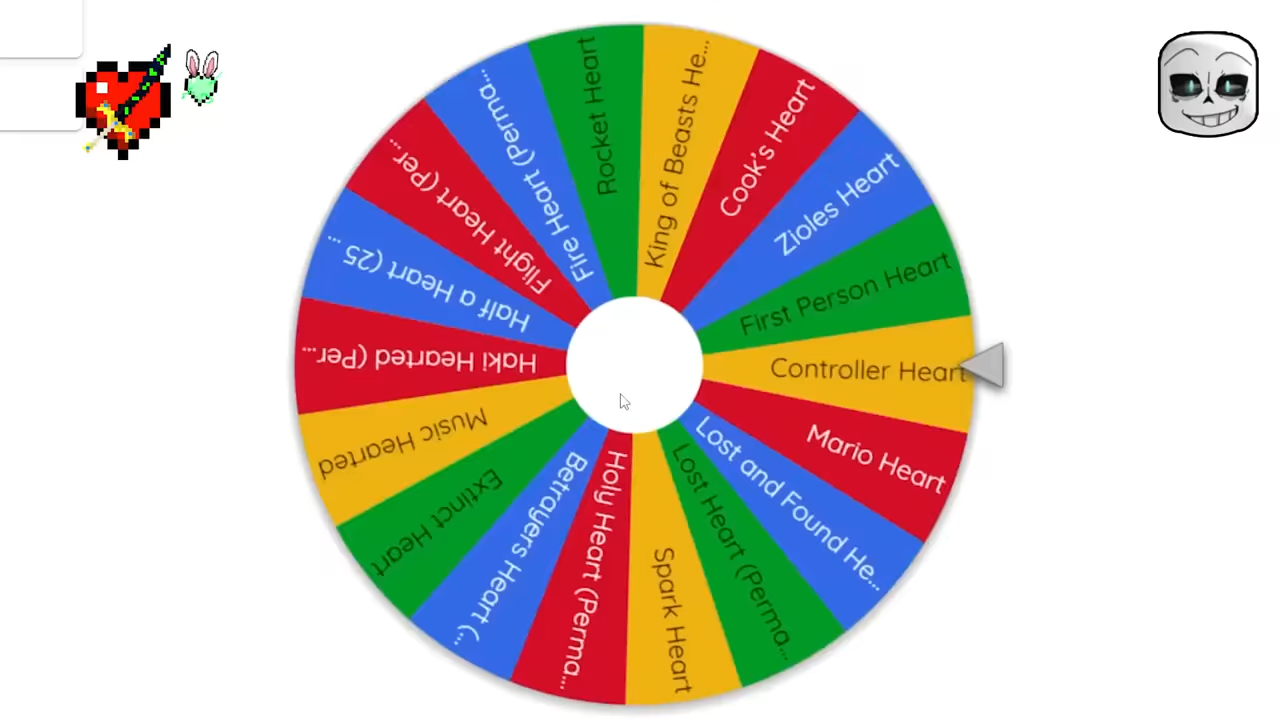 Rocket Heart
King of Beasts He...
Cook's Heart
Zioles Heart
First Person Heart
Controller Heart
Mario Heart
Lost and Found He...
Lost Heart (Perma...
Spark Heart
Holy Heart (Perma...
Betrayers Heart (...
Extinct Heart
Music Hearted
Haki Hearted (Per...
Half a Heart (25 ...
Flight Heart (Per...
Fire Heart (Perma...